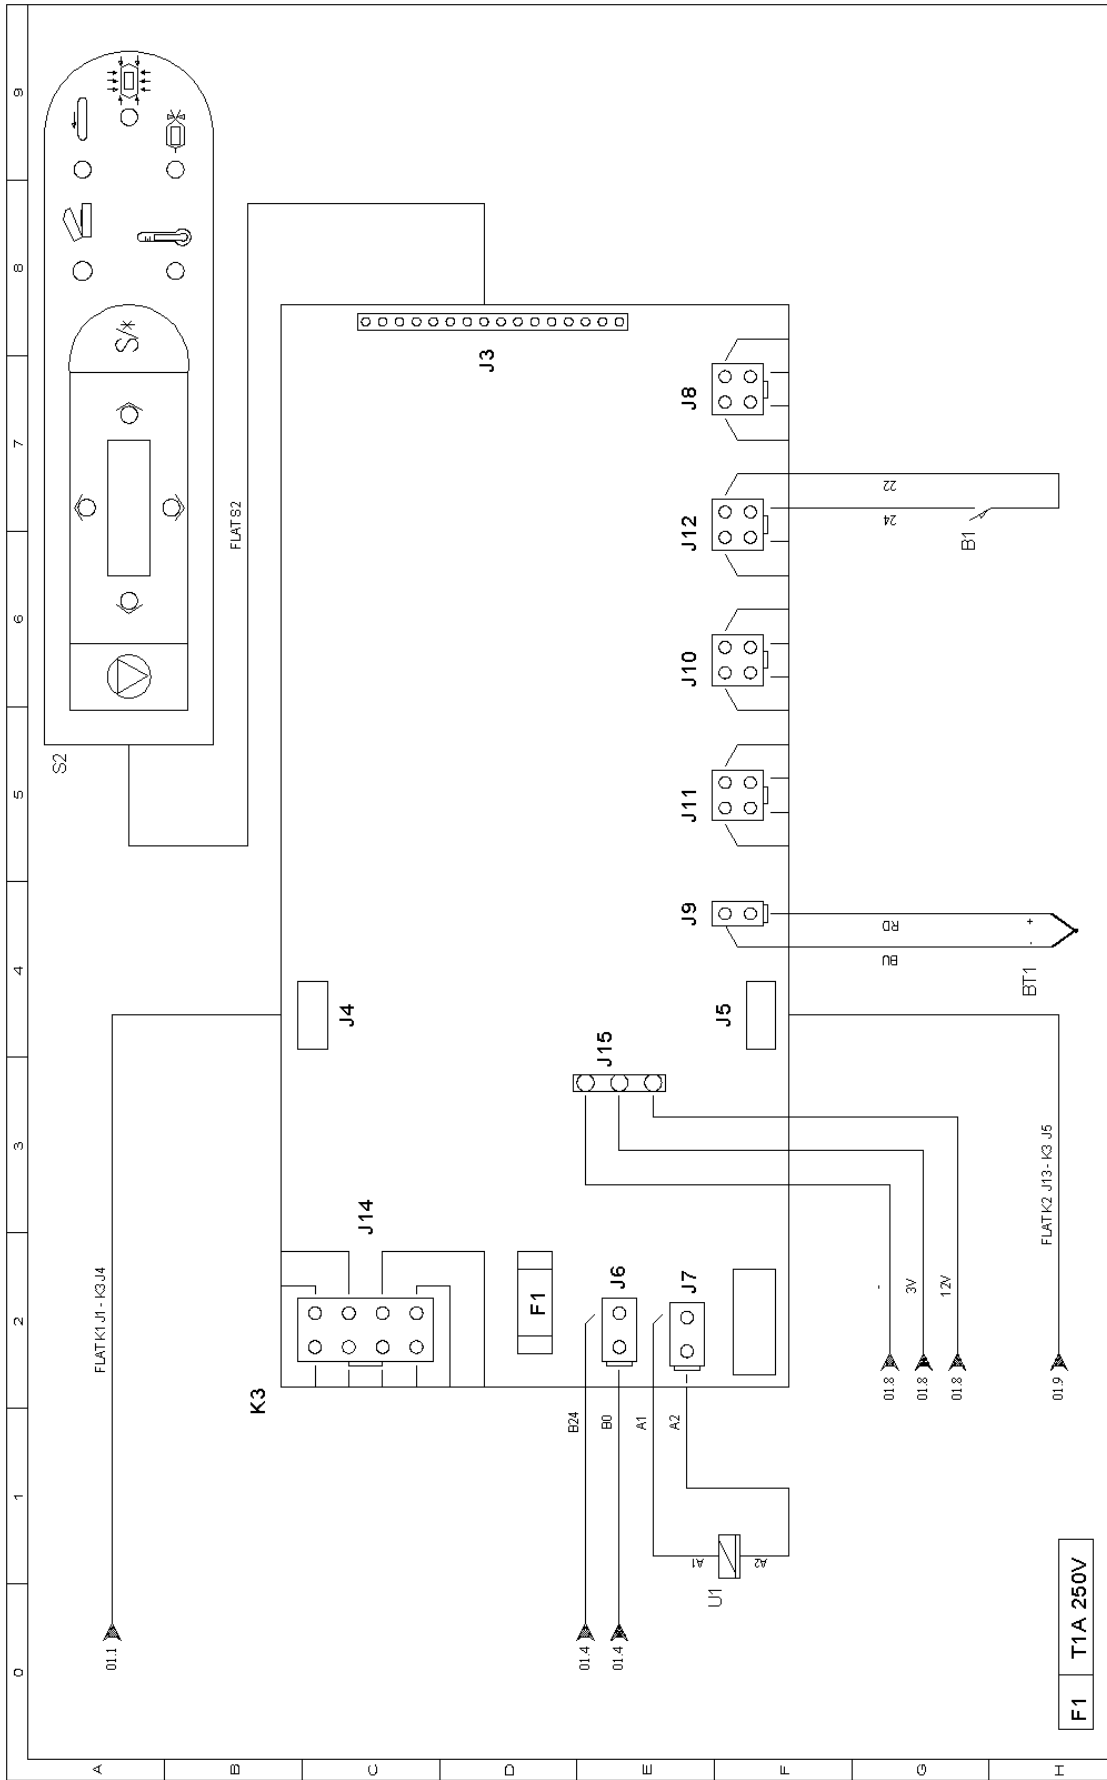 0 1 2 3 4 5 6 7 8 9
A
B
C
D
E
F
G
H
S2
S/*
FLAT S2
FLAT K1 J1 - K3 J4
01.1
K3
J14
J4
J3
F1
J15
J6
J7
J5
J9
J11
J10
J12
J8
B24
B0
A1
A2
01.4
01.4
A1
A2
U1
-
3V
12V
01.8
01.8
01.8
BU
RD
-
+
BT1
24
22
B1
FLAT K2 J13 - K3 J5
01.9
F1 T1A 250V